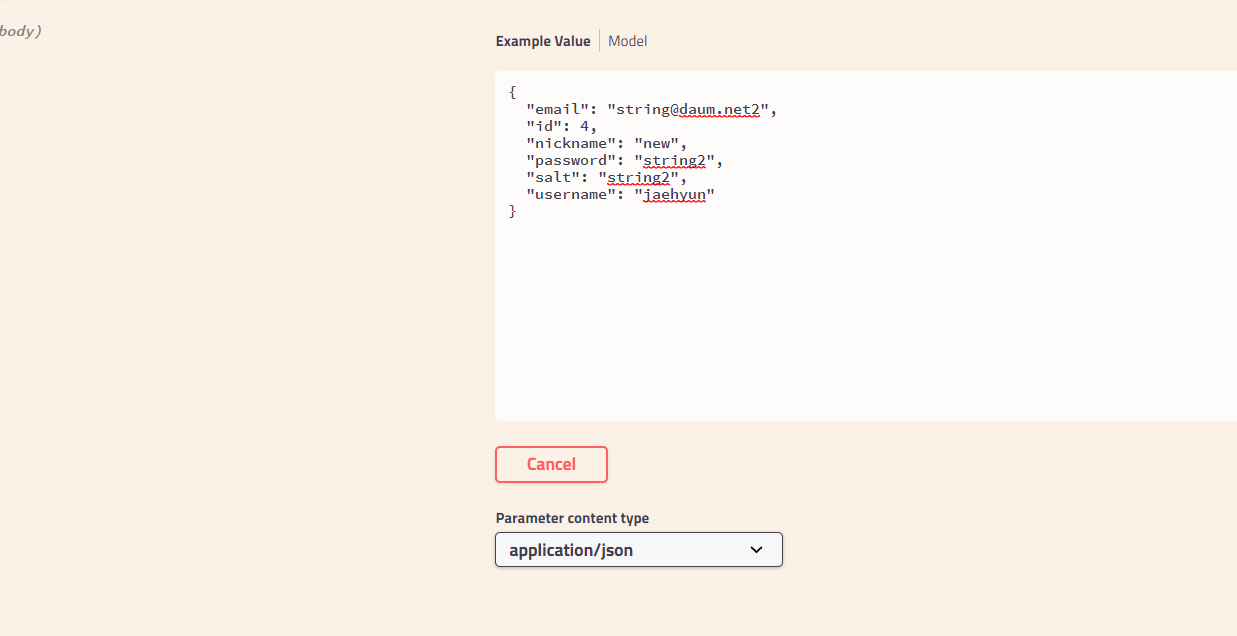 body)
Example Value
Model
{
"email": "string@daum.net2",
"id": 4,
"nickname": "new",
"password": "string2",
"salt": "string2",
"username": "jaehyun"
}
Cancel
Parameter content type
application/json